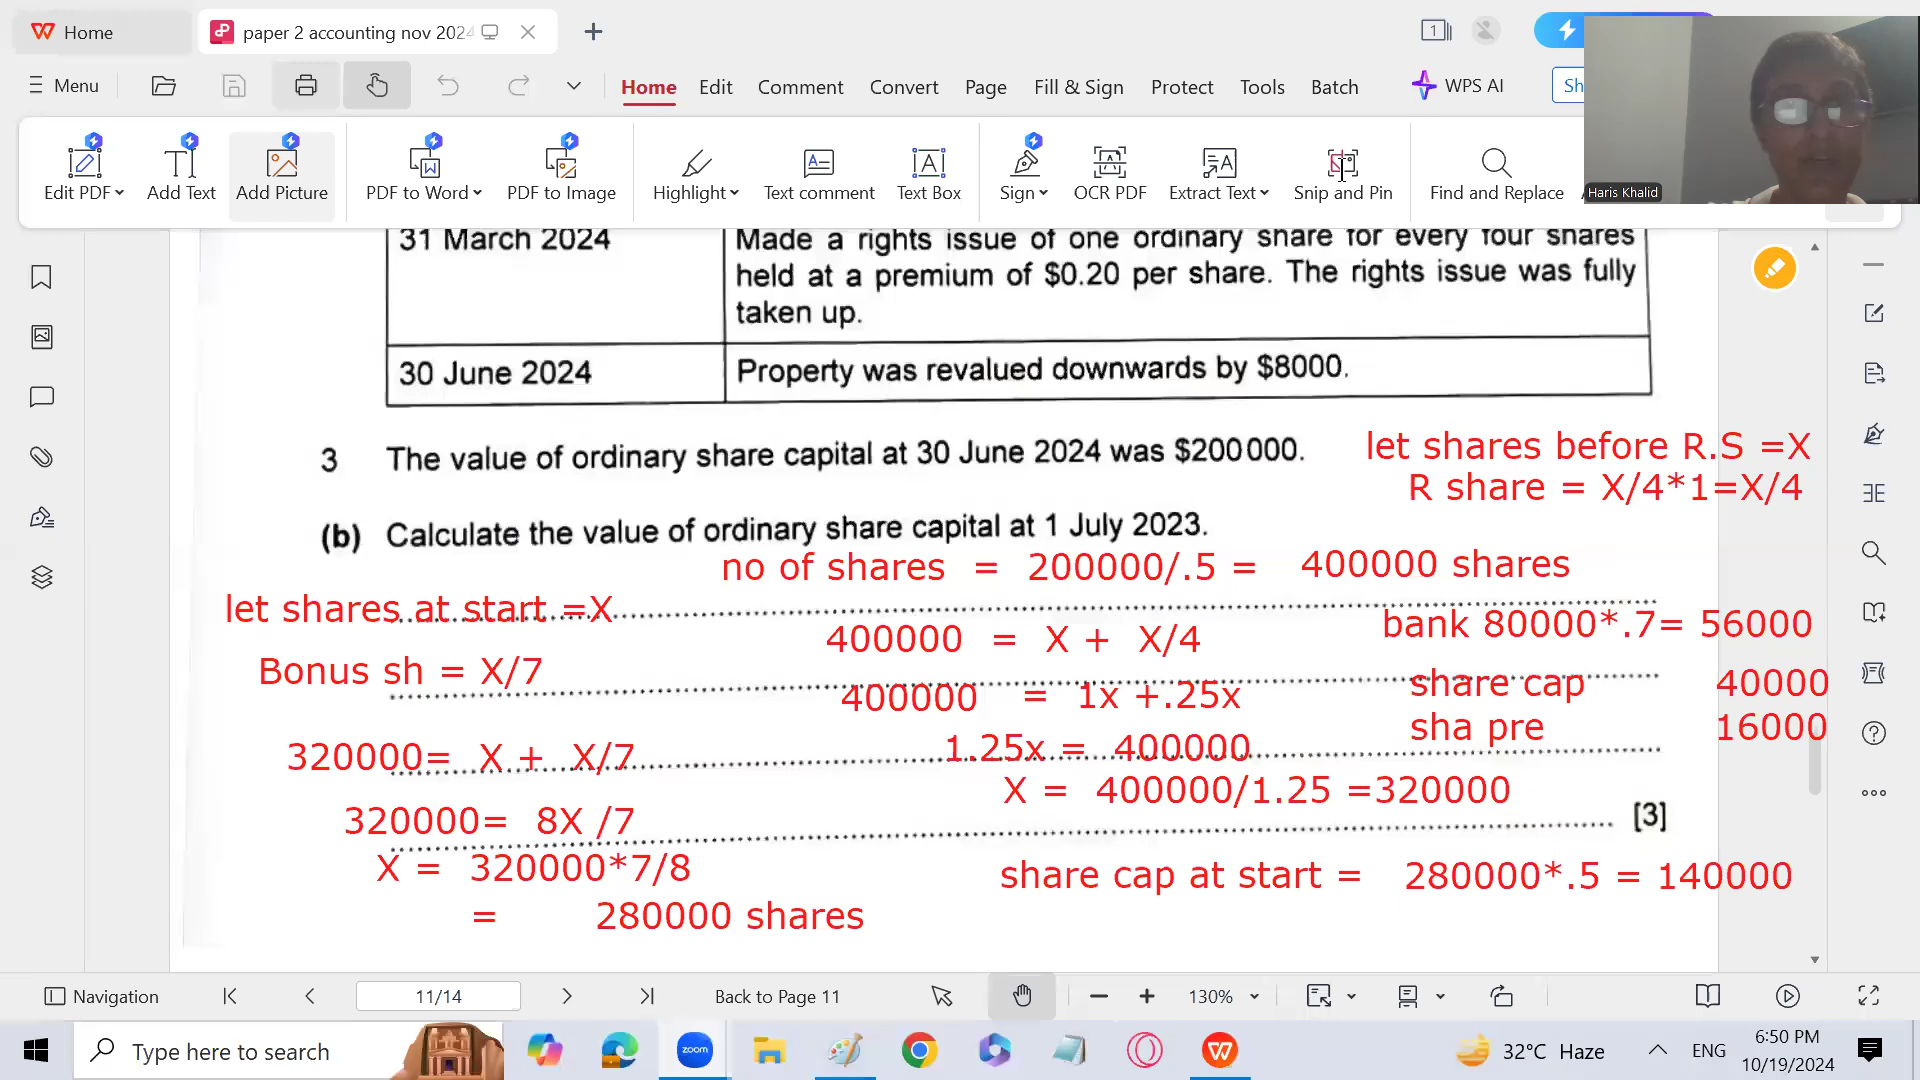 Home
paper 2 accounting nov 2024
1
Menu
Home Edit Comment Convert Page Fill & Sign Protect Tools Batch
WPS AI
Sh
Edit PDF Add Text Add Picture PDF to Word PDF to Image Highlight Text comment Text Box Sign OCR PDF Extract Text Snip and Pin Find and Replace
Haris Khalid
31 March 2024
Made a rights issue of one ordinary share for every four shares
held at a premium of $0.20 per share. The rights issue was fully
taken up.
30 June 2024
Property was revalued downwards by $8000.
3 The value of ordinary share capital at 30 June 2024 was $200000.
let shares before R.S =X
R share = X/4*1=X/4
(b) Calculate the value of ordinary share capital at 1 July 2023.
no of shares = 200000/.5 = 400000 shares
let shares at start =X
400000 = X + X/4
bank 80000*.7= 56000
Bonus sh = X/7
400000 = 1x +.25x
share cap 40000
sha pre 16000
320000= X + X/7
1.25x = 400000
X = 400000/1.25 =320000
320000= 8X /7
[3]
X = 320000*7/8
share cap at start = 280000*.5 = 140000
= 280000 shares
Navigation
11/14
Back to Page 11
130%
Type here to search
zoom
32°C Haze
ENG
6:50 PM
10/19/2024